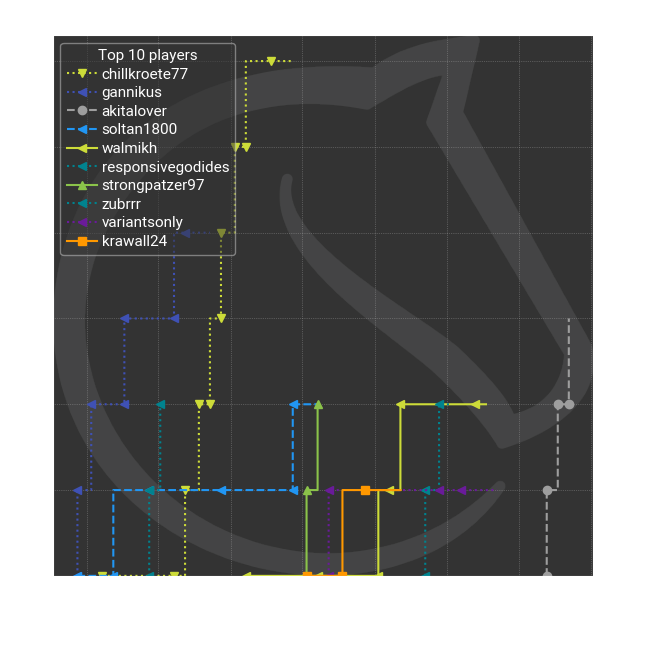 Top 10 players
chillkroete77
gannikus
akitalover
soltan1800
walmikh
responsivegodides
strongpatzer97
zubrrr
variantsonly
krawall24